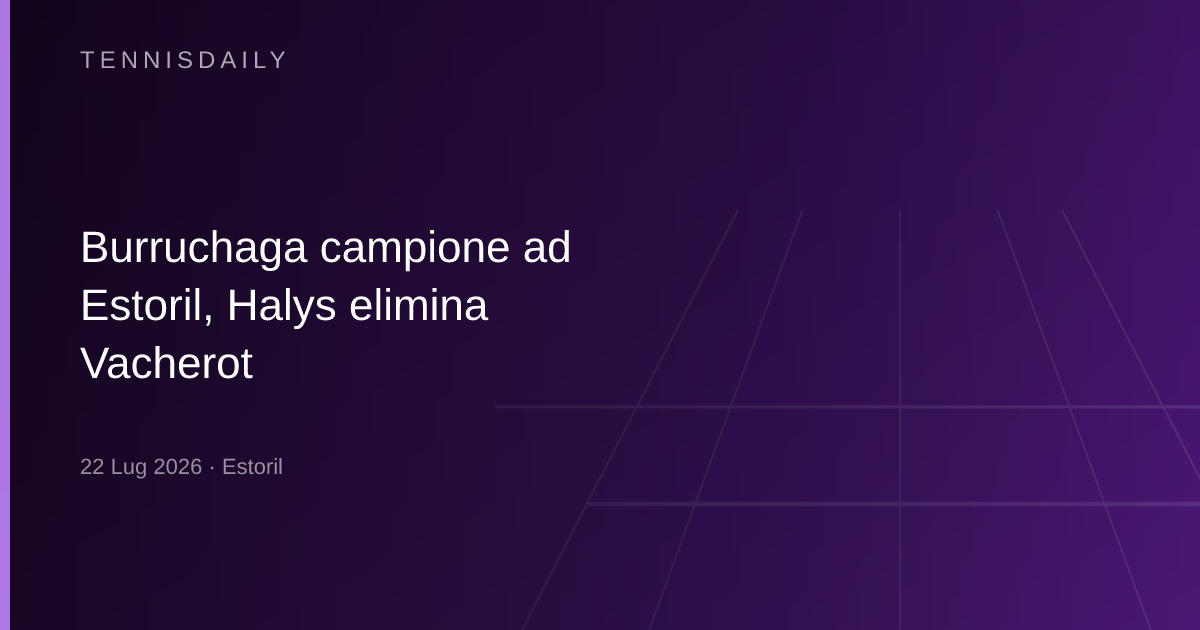 TENNISDAILY
Burruchaga campione ad
Estoril, Halys elimina
Vacherot
22 Lug 2026 · Estoril